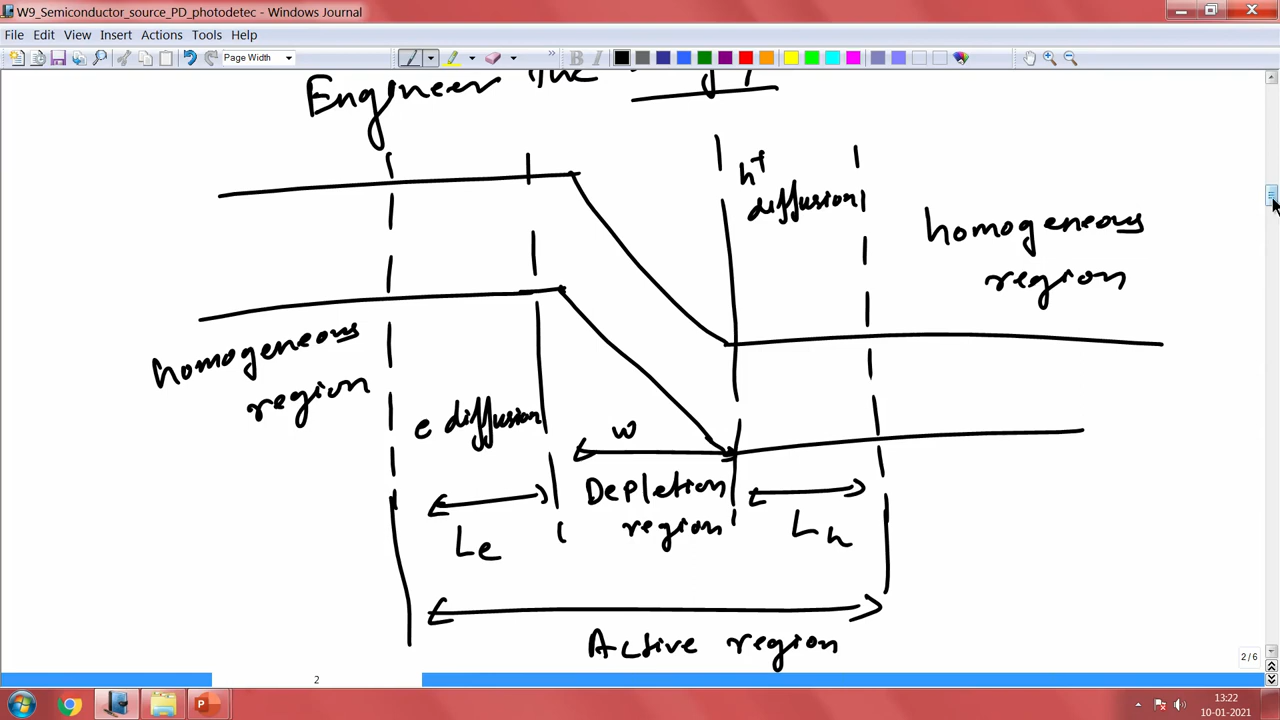 W9_Semiconductor_source_PD_photodetec - Windows Journal
File Edit View Insert Actions Tools Help
Page Width
B I
Engineer the
h+
diffusion
homogeneous
region
homogeneous
region
e diffusion
w
Depletion
region
Le
Lh
Active region
2/6
2
13:22
10-01-2021